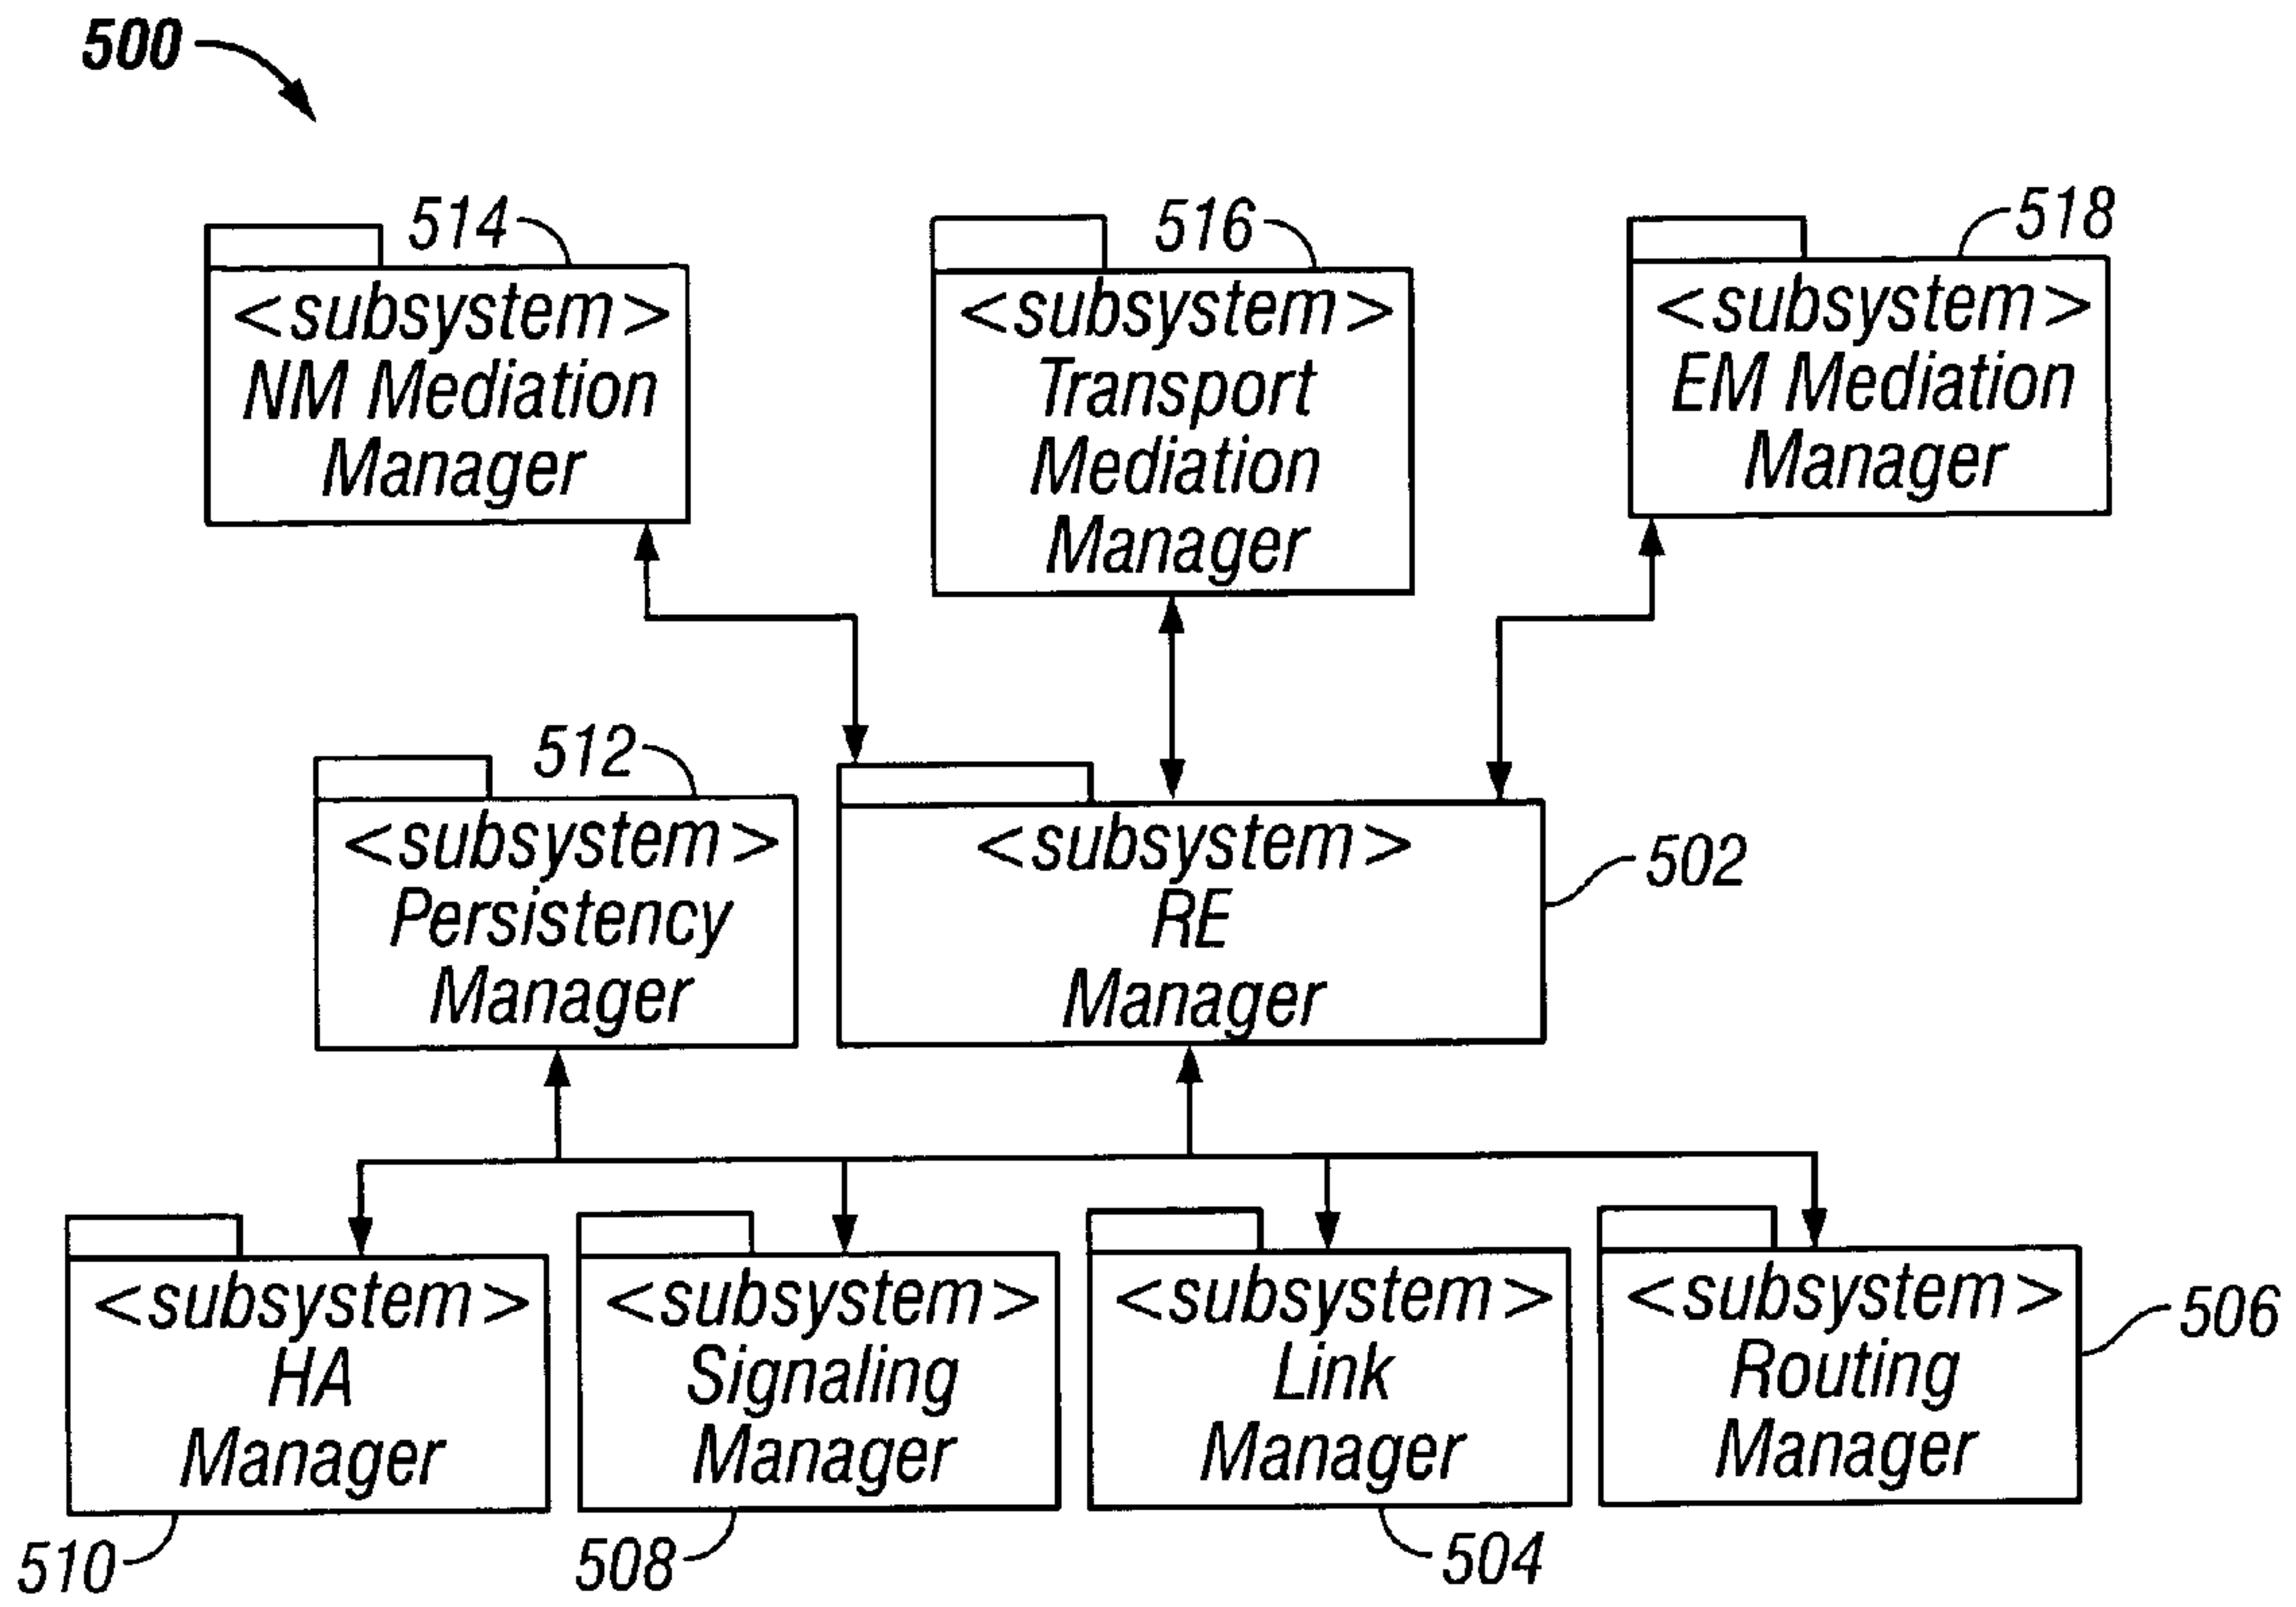 500
514
<subsystem>
NM Mediation
Manager
516
<subsystem>
Transport
Mediation
Manager
518
<subsystem>
EM Mediation
Manager
512
<subsystem>
Persistency
Manager
<subsystem>
RE
Manager
502
<subsystem>
HA
Manager
510
<subsystem>
Signaling
Manager
508
<subsystem>
Link
Manager
504
<subsystem>
Routing
Manager
506